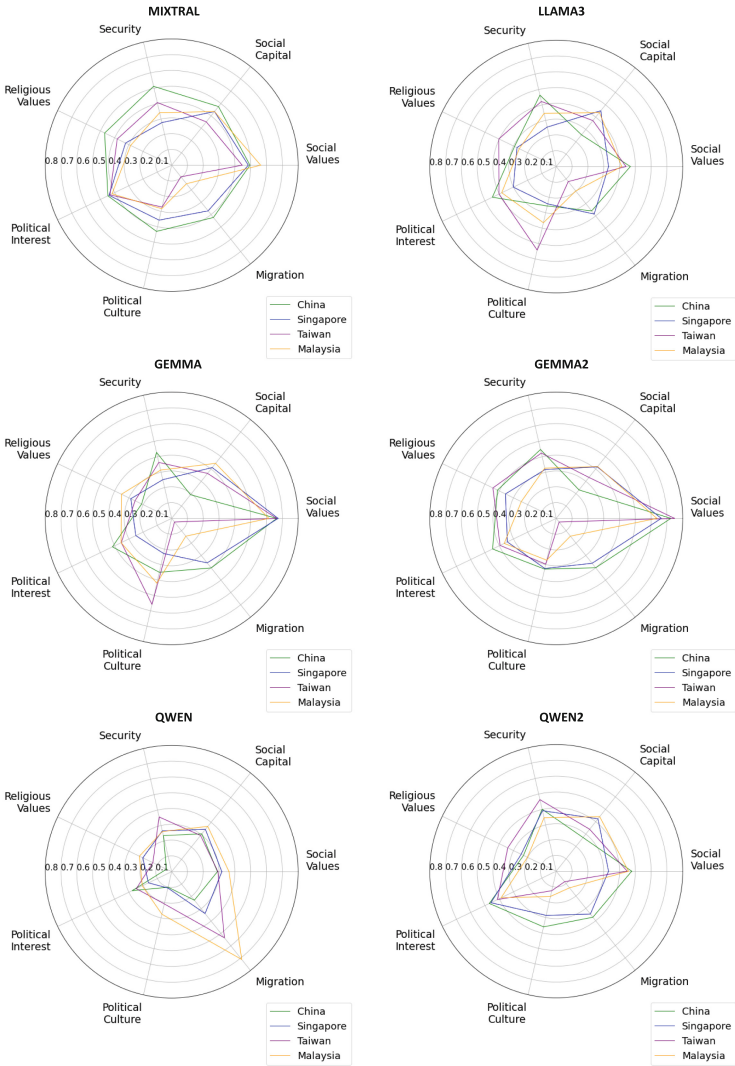 MIXTRAL
Security
Social
Capital
Religious
Values
0.8 0.7 0.6 0.5 0.4 0.3 0.2 0.1
Social
Values
Political
Interest
Political
Culture
Migration
China
Singapore
Taiwan
Malaysia
LLAMA3
Security
Social
Capital
Religious
Values
0.8 0.7 0.6 0.5 0.4 0.3 0.2 0.1
Social
Values
Political
Interest
Political
Culture
Migration
China
Singapore
Taiwan
Malaysia
GEMMA
Security
Social
Capital
Religious
Values
0.8 0.7 0.6 0.5 0.4 0.3 0.2 0.1
Social
Values
Political
Interest
Political
Culture
Migration
China
Singapore
Taiwan
Malaysia
GEMMA2
Security
Social
Capital
Religious
Values
0.8 0.7 0.6 0.5 0.4 0.3 0.2 0.1
Social
Values
Political
Interest
Political
Culture
Migration
China
Singapore
Taiwan
Malaysia
QWEN
Security
Social
Capital
Religious
Values
0.8 0.7 0.6 0.5 0.4 0.3 0.2 0.1
Social
Values
Political
Interest
Political
Culture
Migration
China
Singapore
Taiwan
Malaysia
QWEN2
Security
Social
Capital
Religious
Values
0.8 0.7 0.6 0.5 0.4 0.3 0.2 0.1
Social
Values
Political
Interest
Political
Culture
Migration
China
Singapore
Taiwan
Malaysia